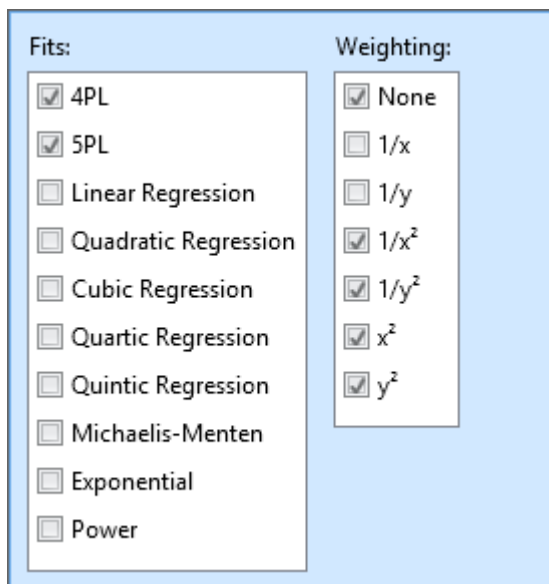 Fits:
4PL
5PL
Linear Regression
Quadratic Regression
Cubic Regression
Quartic Regression
Quintic Regression
Michaelis-Menten
Exponential
Power
Weighting:
None
1/x
1/y
1/x²
1/y²
x²
y²